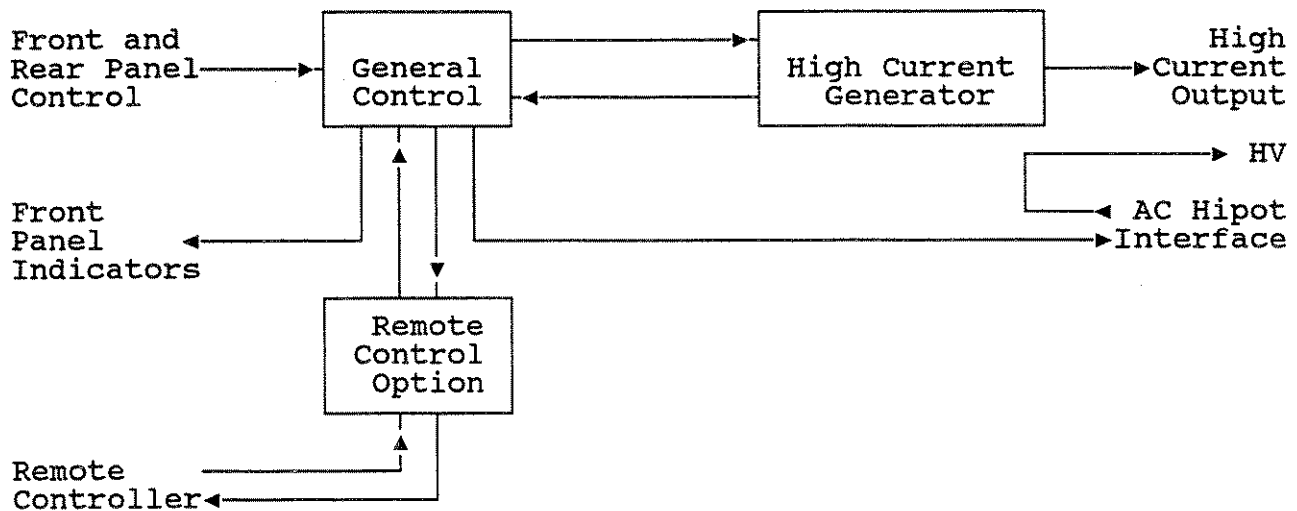 Front and
Rear Panel
Control
General
Control
High Current
Generator
High
Current
Output
HV
AC Hipot
Interface
Front
Panel
Indicators
Remote
Control
Option
Remote
Controller